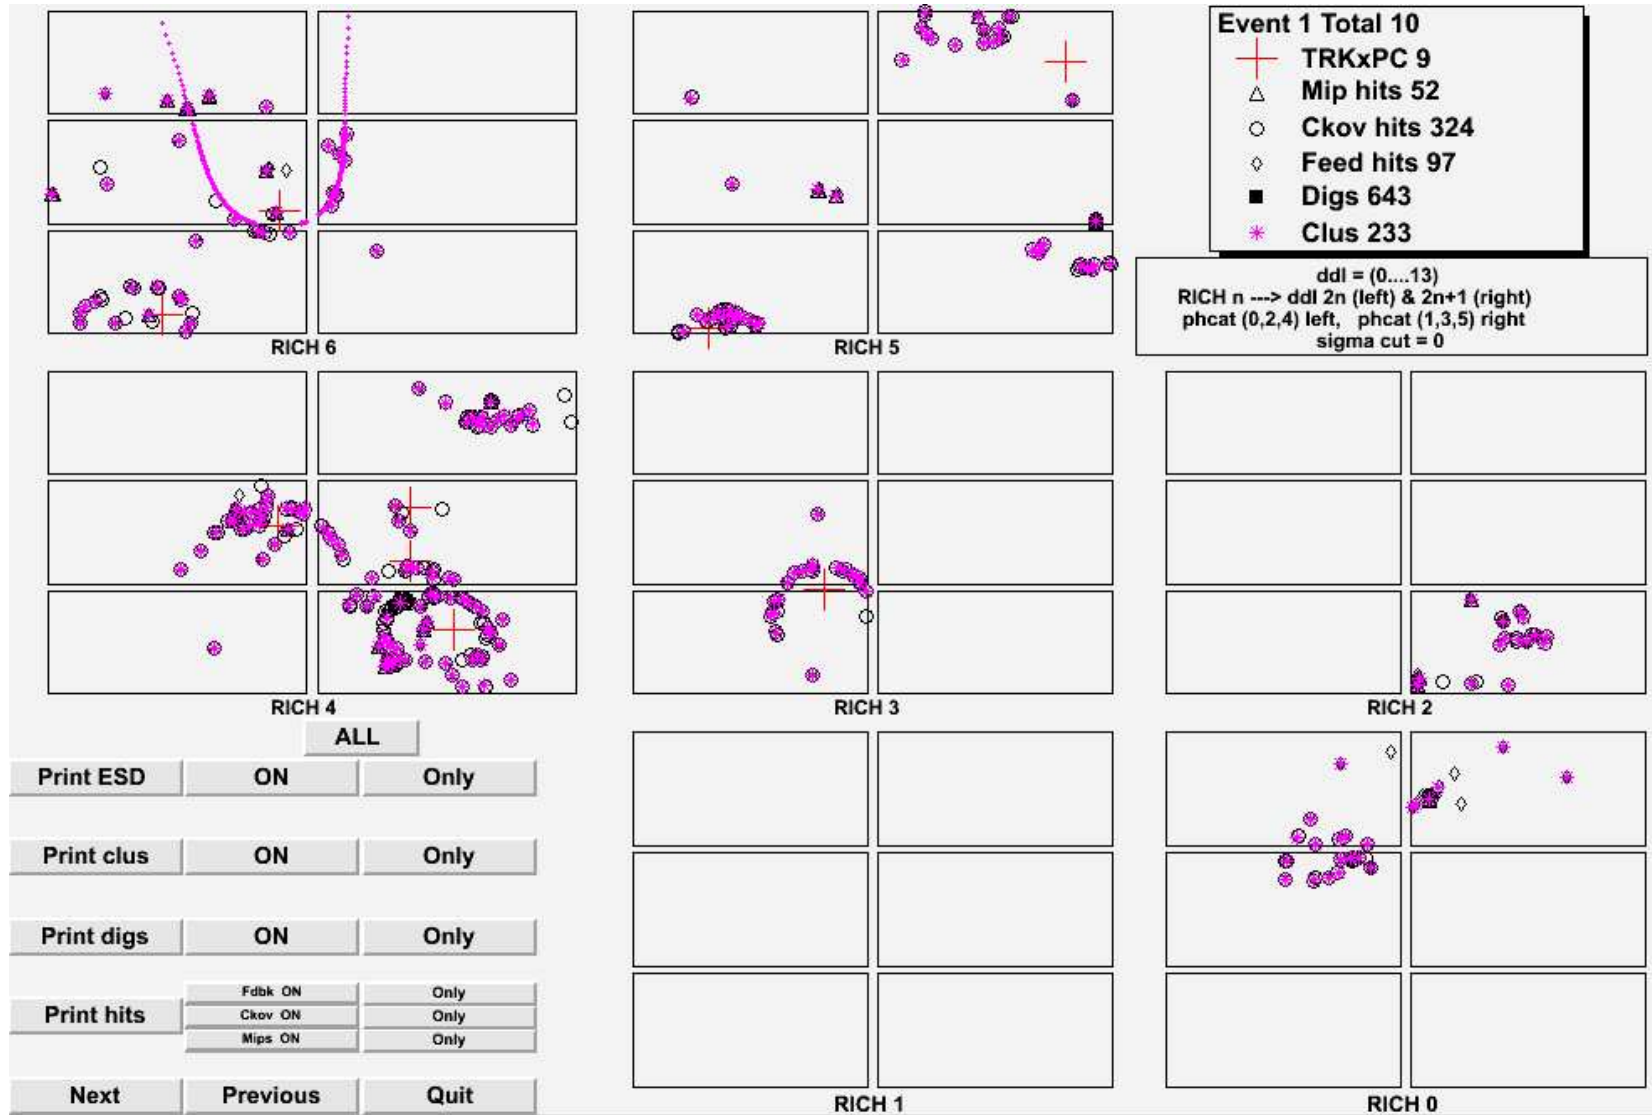 Event 1 Total 10
TRKxPC 9
Mip hits 52
Ckov hits 324
Feed hits 97
Digs 643
Clus 233
ddl = (0....13)
RICH n ---> ddl 2n (left) & 2n+1 (right)
phcat (0,2,4) left, phcat (1,3,5) right
sigma cut = 0
RICH 6
RICH 5
RICH 4
RICH 3
RICH 2
ALL
Print ESD ON Only
Print clus ON Only
Print digs ON Only
Print hits
Fdbk ON Only
Ckov ON Only
Mips ON Only
Next Previous Quit
RICH 1
RICH 0